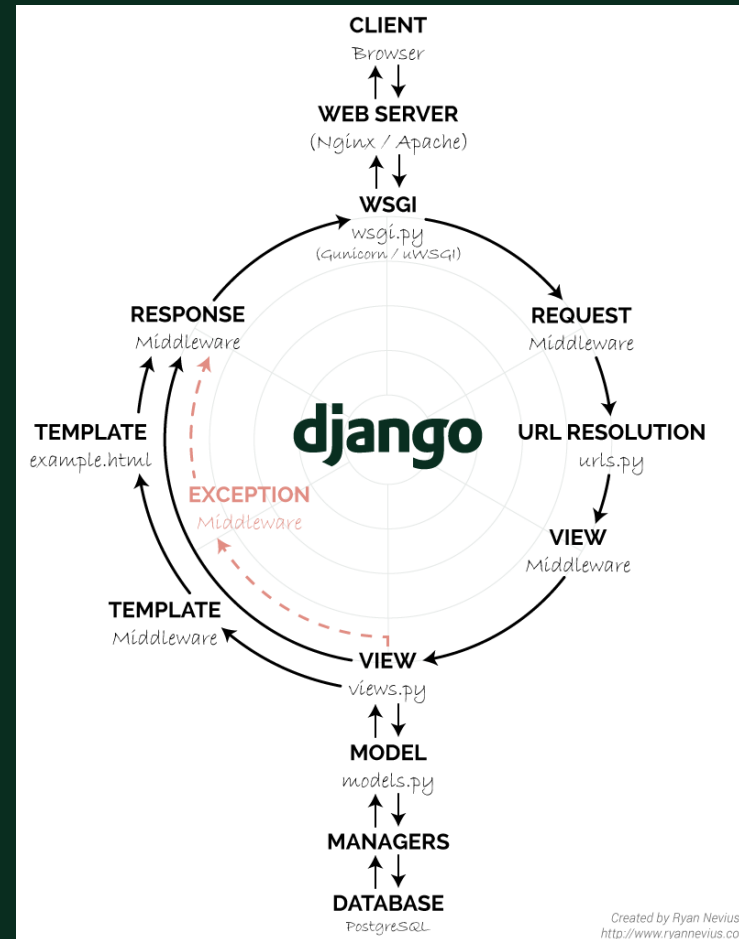 CLIENT
Browser
WEB SERVER
(Nginx / Apache)
WSGI
wsgi.py
(Gunicorn / uWSGI)
RESPONSE
Middleware
REQUEST
Middleware
django
TEMPLATE
example.html
URL RESOLUTION
urls.py
EXCEPTION
Middleware
VIEW
Middleware
TEMPLATE
Middleware
VIEW
views.py
MODEL
models.py
MANAGERS
DATABASE
PostgreSQL
Created by Ryan Nevius
http://www.ryannevius.co